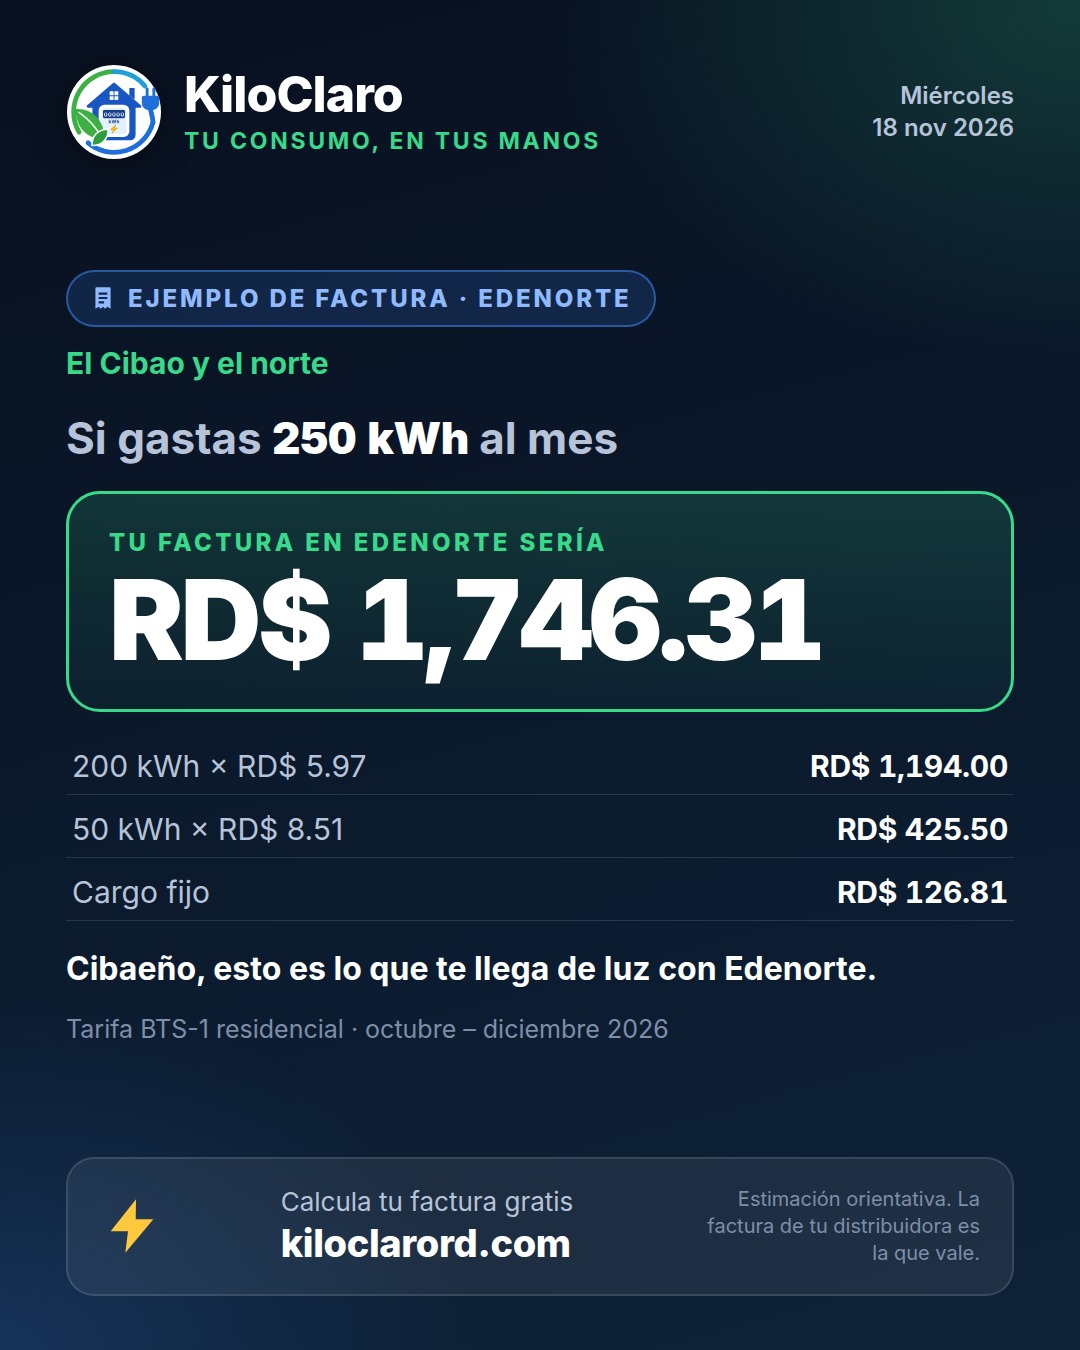 KiloClaro
TU CONSUMO, EN TUS MANOS
Miércoles
18 nov 2026
EJEMPLO DE FACTURA · EDENORTE
El Cibao y el norte
Si gastas 250 kWh al mes
TU FACTURA EN EDENORTE SERÍA
RD$ 1,746.31
200 kWh × RD$ 5.97 RD$ 1,194.00
50 kWh × RD$ 8.51 RD$ 425.50
Cargo fijo RD$ 126.81
Cibaeño, esto es lo que te llega de luz con Edenorte.
Tarifa BTS-1 residencial · octubre – diciembre 2026
Calcula tu factura gratis
kiloclarord.com
Estimación orientativa. La
factura de tu distribuidora es
la que vale.